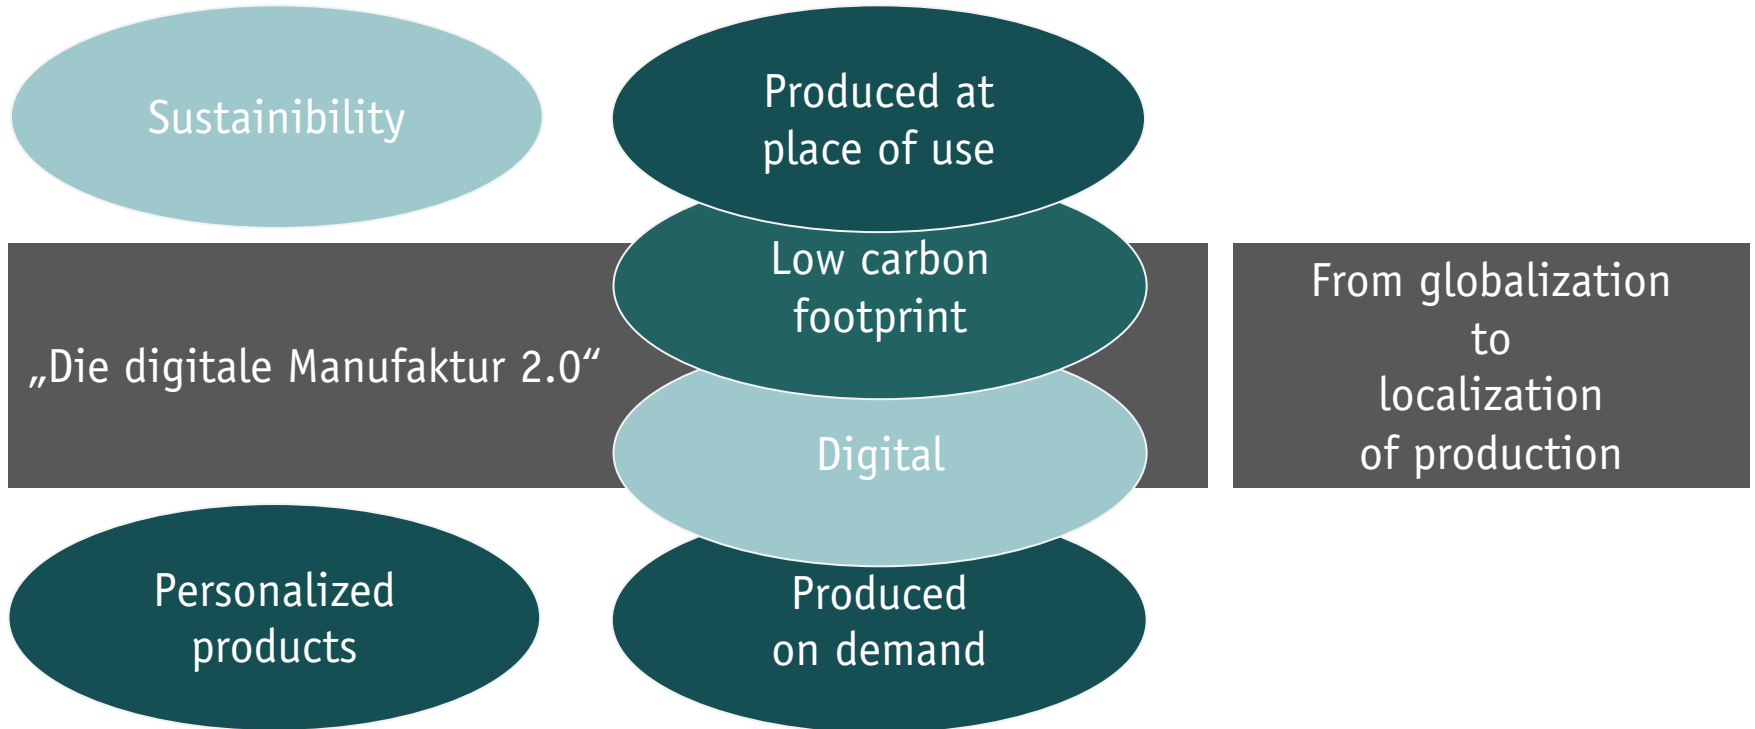 Sustainibility
Produced at
place of use
Low carbon
footprint
„Die digitale Manufaktur 2.0“
Digital
From globalization
to
localization
of production
Personalized
products
Produced
on demand